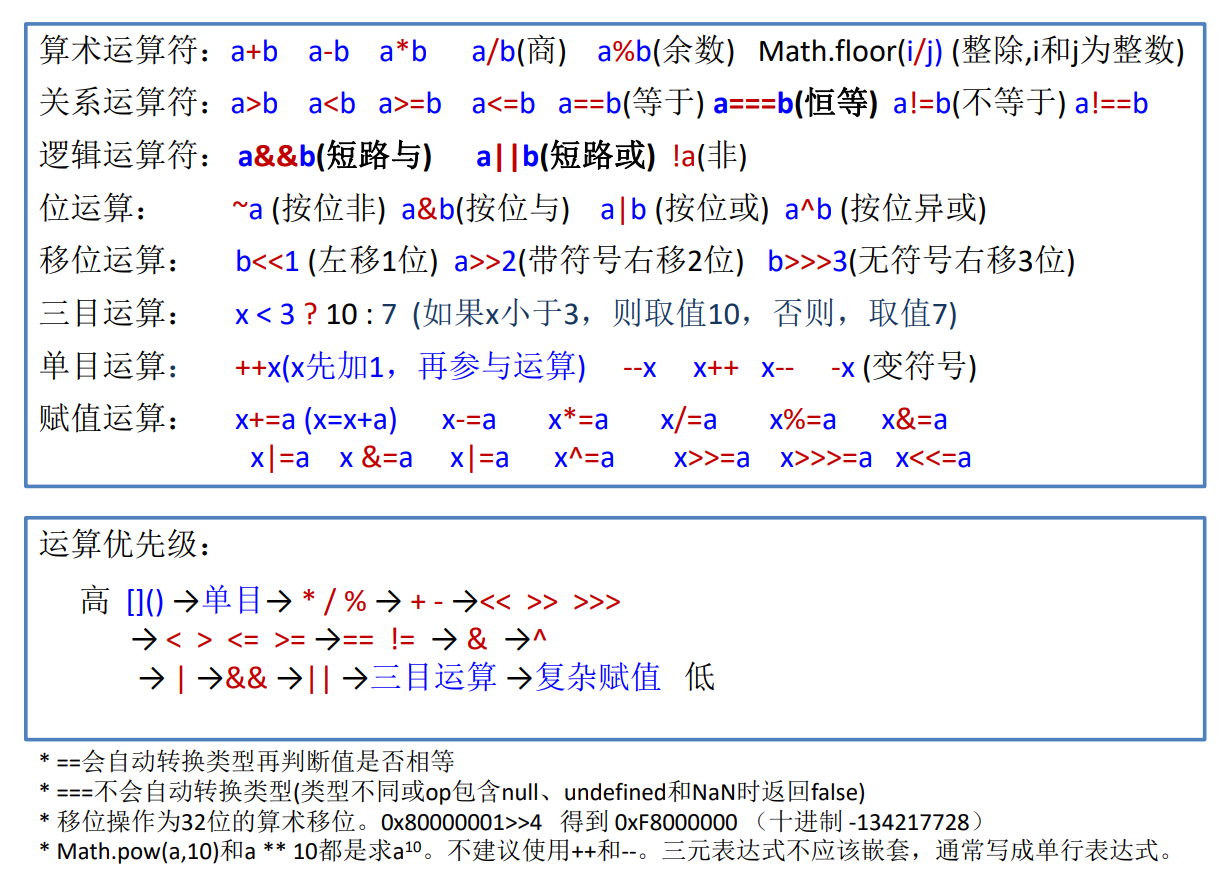 算术运算符：a+b a-b a*b a/b(商) a%b(余数) Math.floor(i/j) (整除,i和j为整数)
关系运算符：a>b a<b a>=b a<=b a==b(等于) a===b(恒等) a!=b(不等于) a!==b
逻辑运算符： a&&b(短路与) a||b(短路或) !a(非)
位运算： ~a (按位非) a&b(按位与) a|b (按位或) a^b (按位异或)
移位运算： b<<1 (左移1位) a>>2(带符号右移2位) b>>>3(无符号右移3位)
三目运算： x < 3 ? 10 : 7 (如果x小于3，则取值10，否则，取值7)
单目运算： ++x(x先加1，再参与运算) --x x++ x-- -x (变符号)
赋值运算： x+=a (x=x+a) x-=a x*=a x/=a x%=a x&=a
x|=a x &=a x|=a x^=a x>>=a x>>>=a x<<=a
运算优先级：
高 []() →单目→ * / % → + - →<< >> >>>
→ < > <= >= →== != → & →^
→ | →&& →|| →三目运算 →复杂赋值 低
* ==会自动转换类型再判断值是否相等
* ===不会自动转换类型(类型不同或op包含null、undefined和NaN时返回false)
* 移位操作为32位的算术移位。0x80000001>>4 得到 0xF8000000 （十进制 -134217728）
* Math.pow(a,10)和a ** 10都是求a¹⁰。不建议使用++和--。三元表达式不应该嵌套，通常写成单行表达式。